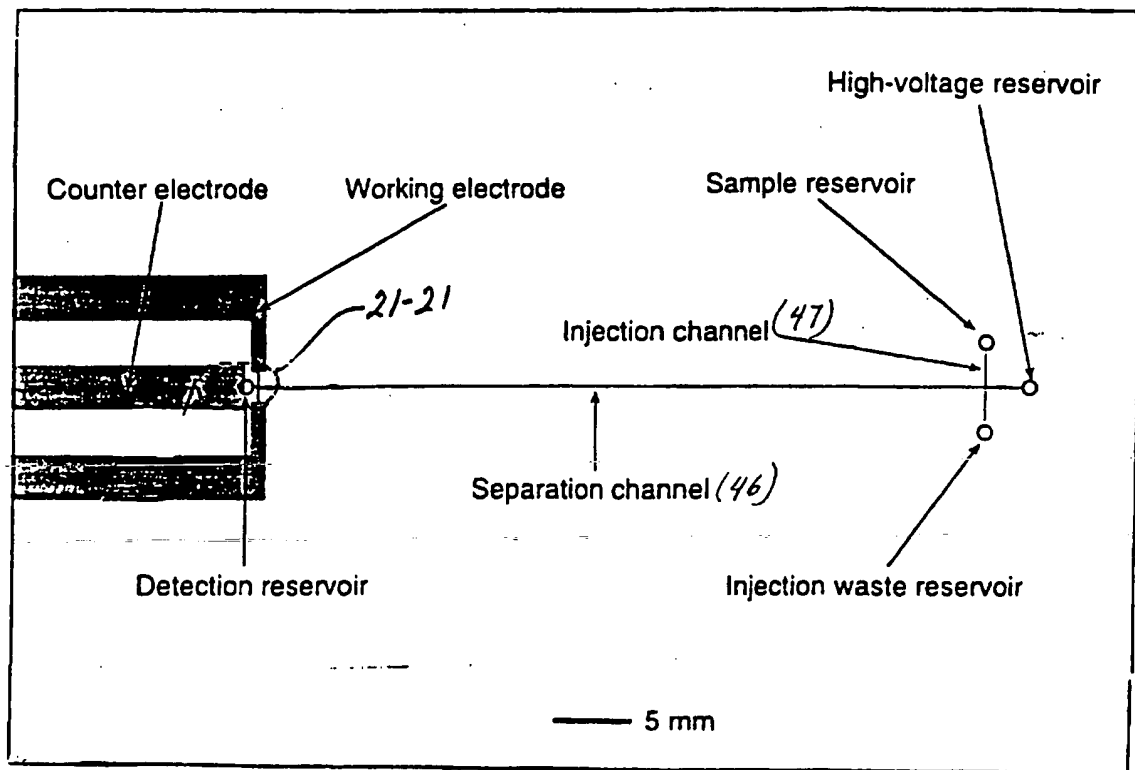 High-voltage reservoir
Counter electrode
Working electrode
Sample reservoir
21-21
Injection channel (47)
Separation channel (46)
Detection reservoir
Injection waste reservoir
5 mm